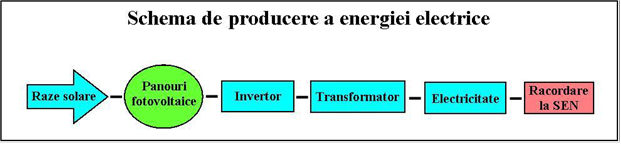 Schema de producere a energiei electrice
Raze solare
Panouri
fotovoltaice
Invertor
Transformator
Electricitate
Racordare
la SEN